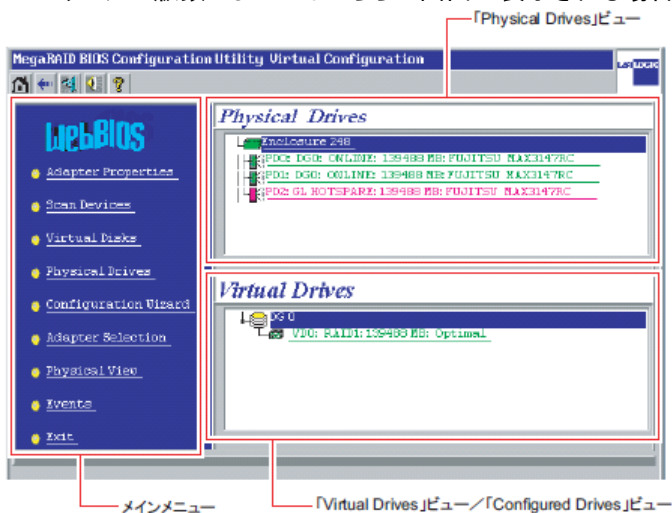 「Physical Drives」ビュー
MegaRAID BIOS Configuration Utility Virtual Configuration
LSI LOGIC
WebBIOS
Adapter Properties
Scan Devices
Virtual Disks
Physical Drives
Configuration Wizard
Adapter Selection
Physical View
Events
Exit
Physical Drives
Enclosure 248
PD0: DG0: ONLINE: 139488 MB: FUJITSU MAX3147RC
PD1: DG0: ONLINE: 139488 MB: FUJITSU MAX3147RC
PD2: GL HOTSPARE: 139488 MB: FUJITSU MAX3147RC
Virtual Drives
DG 0
VD0: RAID1: 139488 MB: Optimal
メインメニュー
「Virtual Drives」ビュー／「Configured Drives」ビュー